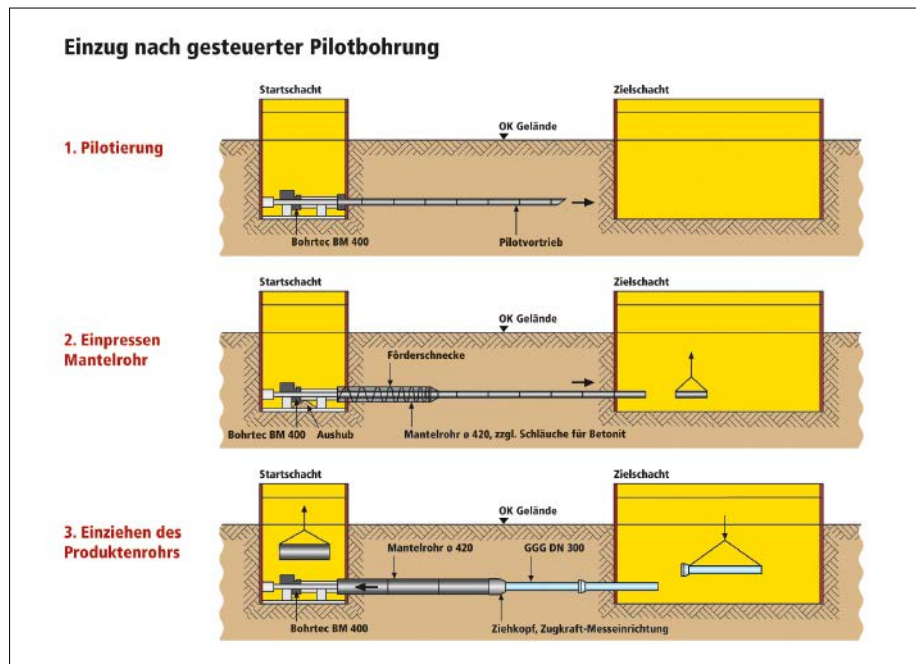 Einzug nach gesteuerter Pilotbohrung
Startschacht
Zielschacht
OK Gelände
1. Pilotierung
Bohrtec BM 400
Pilotvortrieb
Startschacht
Zielschacht
OK Gelände
2. Einpressen
Mantelrohr
Förderschnecke
Bohrtec BM 400
Aushub
Mantelrohr ø 420, zzgl. Schläuche für Betonit
Startschacht
Zielschacht
OK Gelände
3. Einziehen des
Produktenrohrs
Mantelrohr ø 420
GGG DN 300
Bohrtec BM 400
Ziehkopf, Zugkraft-Messeinrichtung